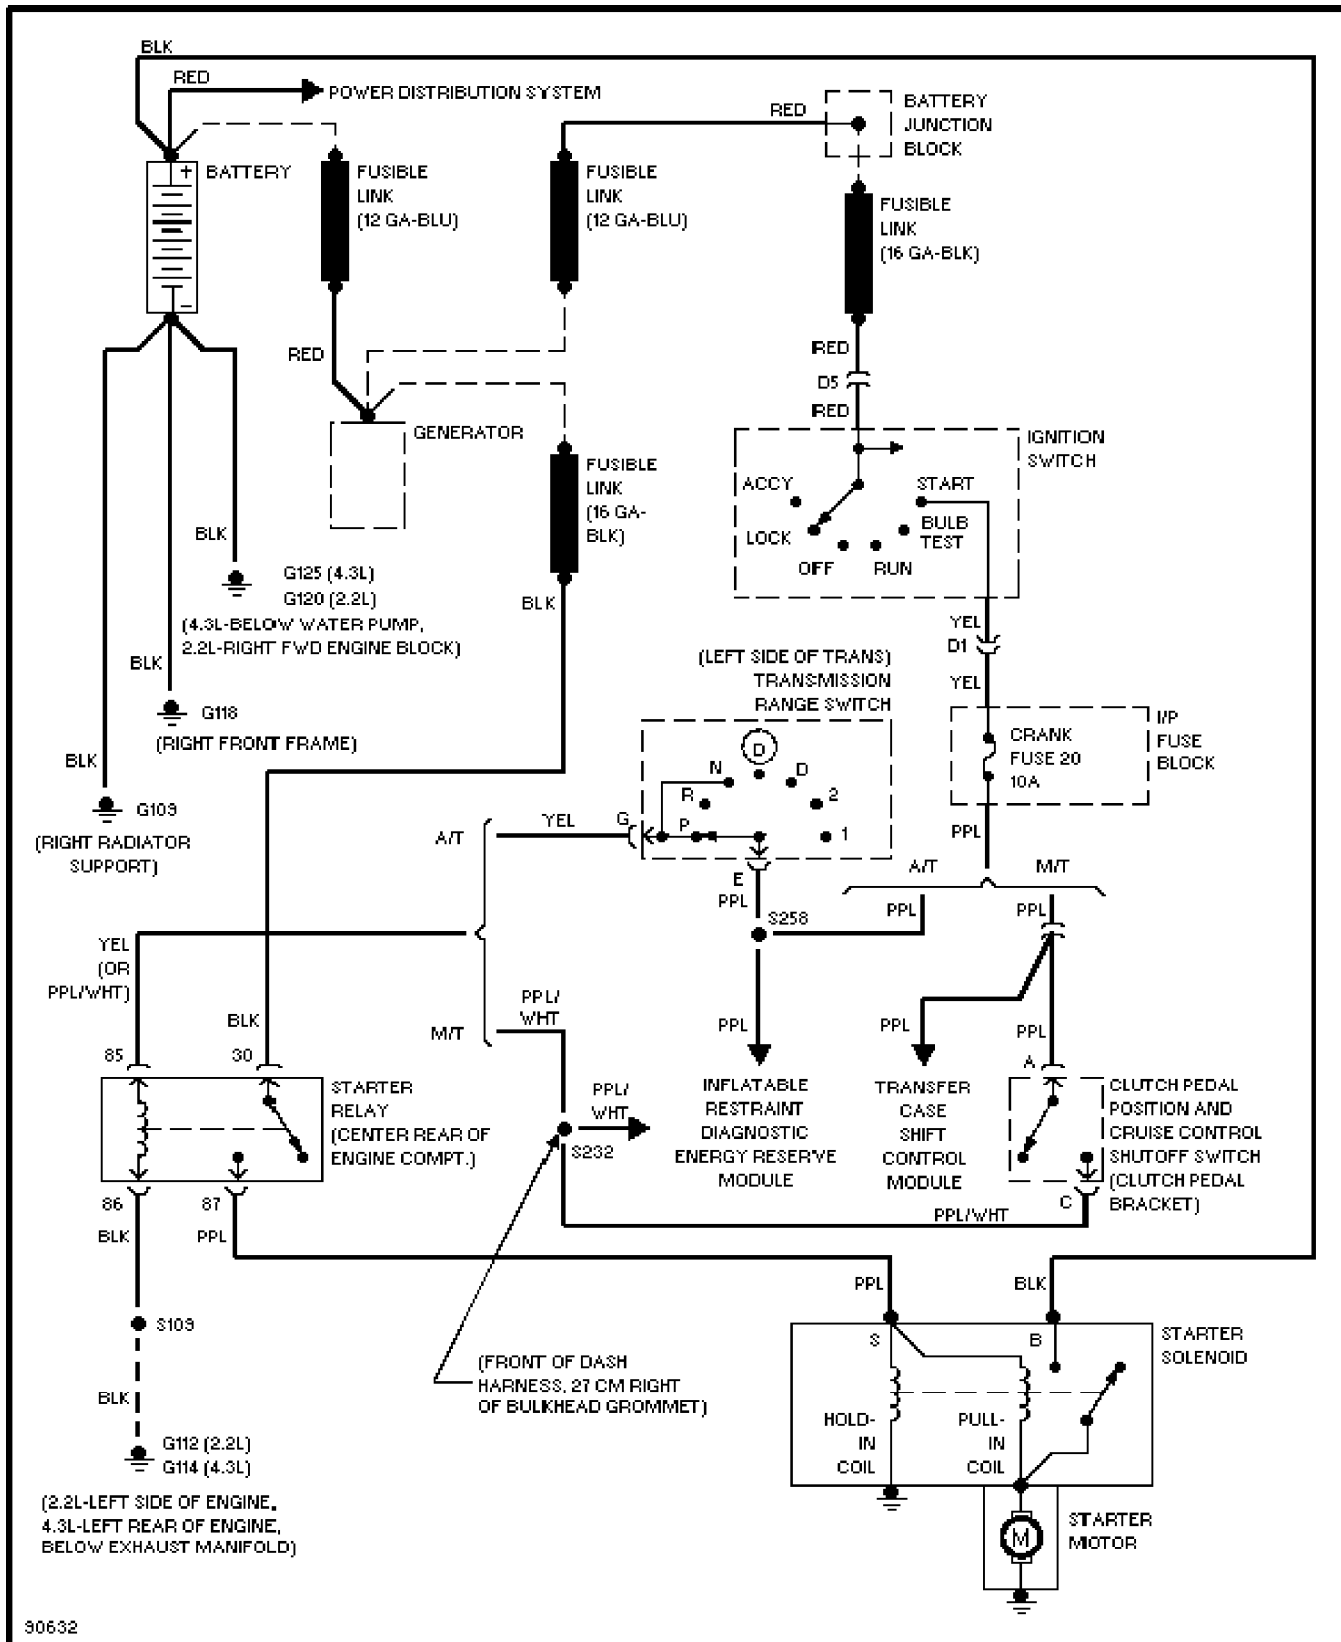 BLK
RED
POWER DISTRIBUTION SYSTEM
RED
BATTERY
JUNCTION
BLOCK
+
BATTERY
-
FUSIBLE
LINK
(12 GA-BLU)
FUSIBLE
LINK
(12 GA-BLU)
FUSIBLE
LINK
(16 GA-BLK)
RED
RED
D5
RED
GENERATOR
IGNITION
SWITCH
ACCY
START
LOCK
BULB
TEST
OFF
RUN
FUSIBLE
LINK
(16 GA-
BLK)
BLK
G125 (4.3L)
G120 (2.2L)
(4.3L-BELOW WATER PUMP,
2.2L-RIGHT FWD ENGINE BLOCK)
BLK
BLK
G118
(RIGHT FRONT FRAME)
BLK
G109
(RIGHT RADIATOR
SUPPORT)
YEL
D1
YEL
(LEFT SIDE OF TRANS)
TRANSMISSION
RANGE SWITCH
D
N
D
R
2
P
1
CRANK
FUSE 20
10A
I/P
FUSE
BLOCK
A/T
YEL
G
E
PPL
PPL
A/T
M/T
S258
PPL
PPL
YEL
(OR
PPL/WHT)
M/T
PPL/
WHT
BLK
PPL
PPL
PPL
85
30
A
STARTER
RELAY
(CENTER REAR OF
ENGINE COMPT.)
PPL/
WHT
S232
INFLATABLE
RESTRAINT
DIAGNOSTIC
ENERGY RESERVE
MODULE
TRANSFER
CASE
SHIFT
CONTROL
MODULE
CLUTCH PEDAL
POSITION AND
CRUISE CONTROL
SHUTOFF SWITCH
(CLUTCH PEDAL
BRACKET)
86
87
C
BLK
PPL
PPL/WHT
PPL
BLK
S109
S
B
STARTER
SOLENOID
(FRONT OF DASH
HARNESS, 27 CM RIGHT
OF BULKHEAD GROMMET)
BLK
HOLD-
IN
COIL
PULL-
IN
COIL
G112 (2.2L)
G114 (4.3L)
(2.2L-LEFT SIDE OF ENGINE,
4.3L-LEFT REAR OF ENGINE,
BELOW EXHAUST MANIFOLD)
M
STARTER
MOTOR
90632